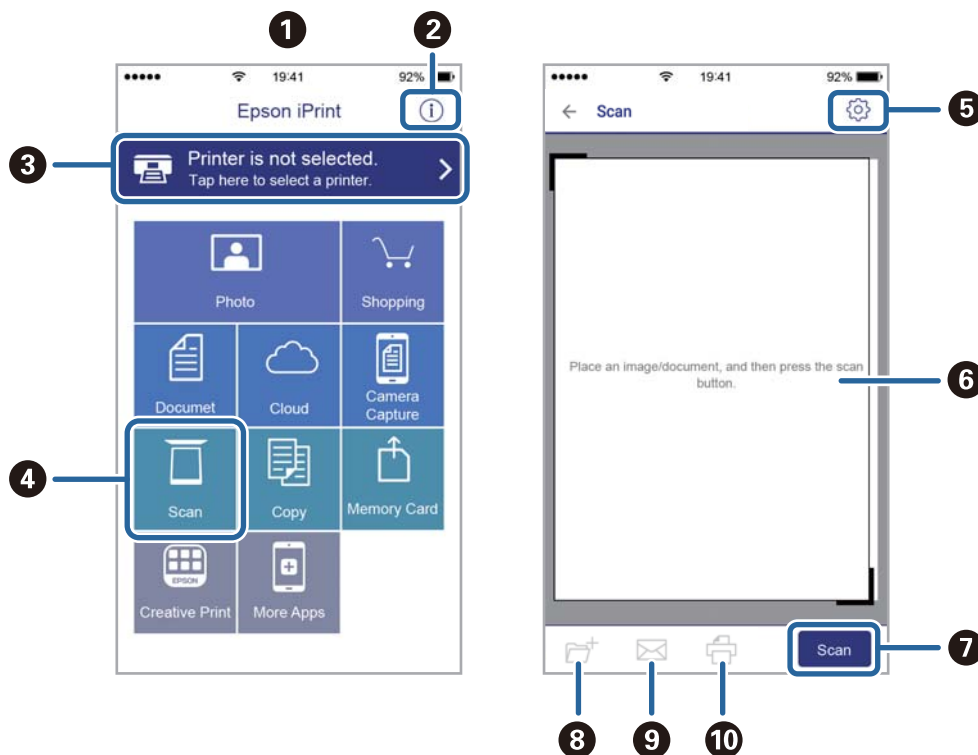 1
2
19:41
92%
Epson iPrint
3
Printer is not selected.
Tap here to select a printer.
Photo
Shopping
Documet
Cloud
Camera
Capture
4
Scan
Copy
Memory Card
EPSON
Creative Print
More Apps
19:41
92%
Scan
5
Place an image/document, and then press the scan
button.
6
Scan
7
8
9
10